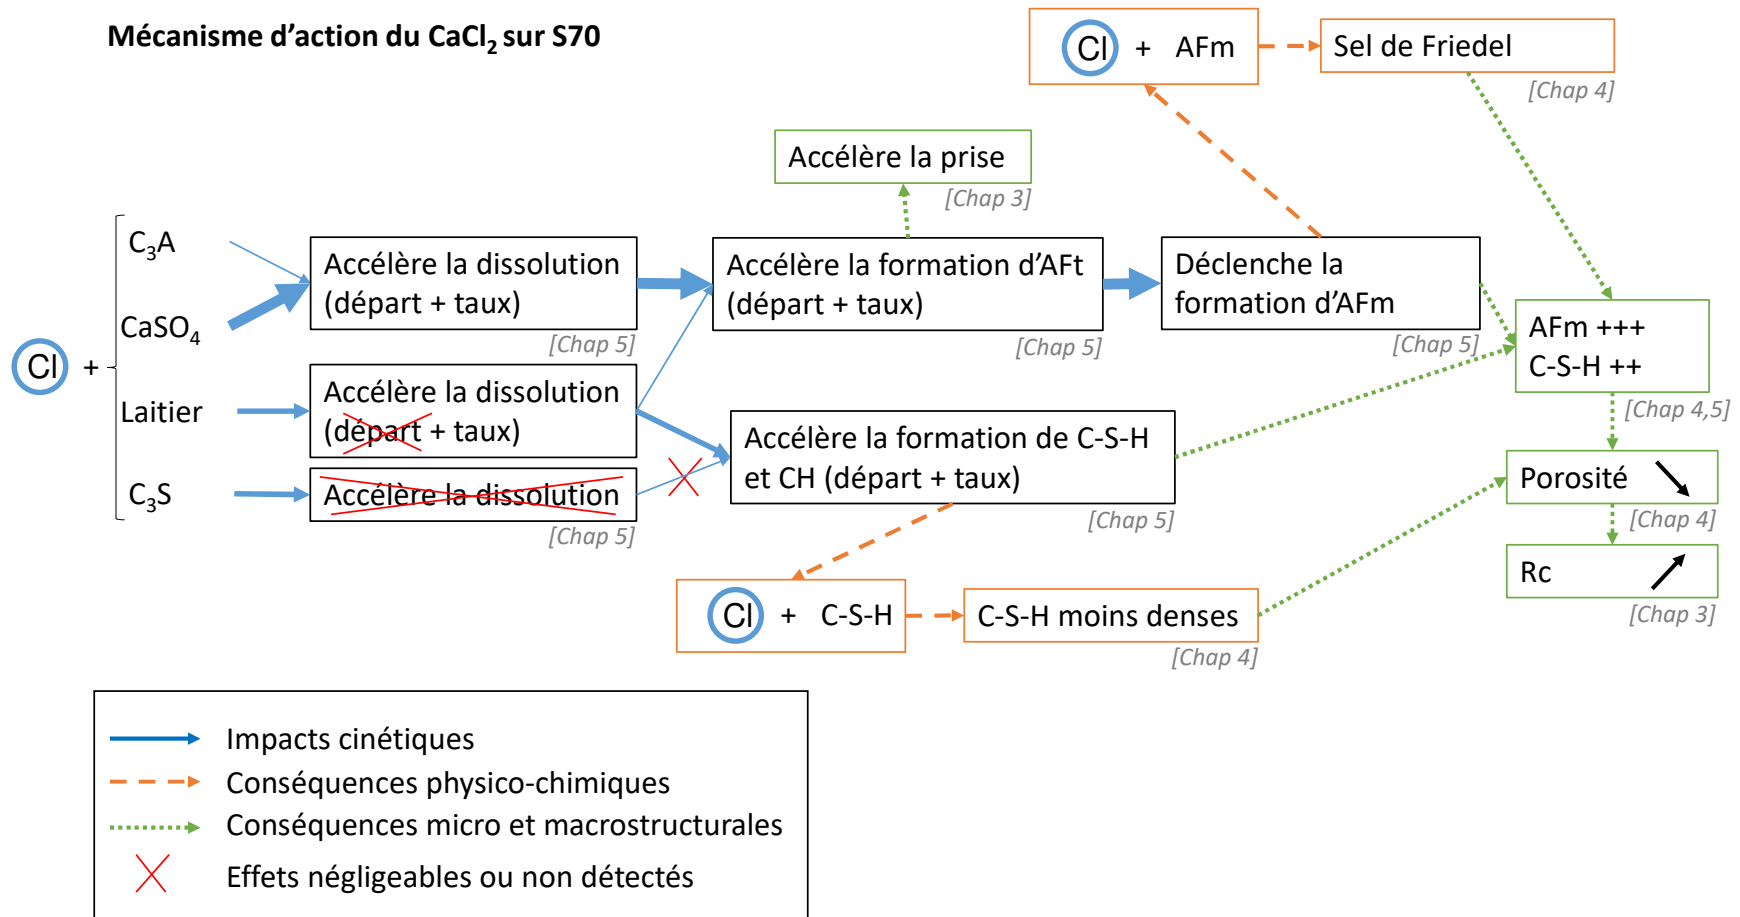 Mécanisme d'action du CaCl₂ sur S70
Cl + AFm
Sel de Friedel
[Chap 4]
Accélère la prise
[Chap 3]
Cl +
C₃A
CaSO₄
Laitier
C₃S
Accélère la dissolution
(départ + taux)
[Chap 5]
Accélère la dissolution
(départ + taux)
Accélère la dissolution
[Chap 5]
Accélère la formation d'AFt
(départ + taux)
[Chap 5]
Déclenche la
formation d'AFm
[Chap 5]
Accélère la formation de C-S-H
et CH (départ + taux)
[Chap 5]
AFm +++
C-S-H ++
[Chap 4,5]
Porosité
[Chap 4]
Rc
[Chap 3]
Cl + C-S-H
C-S-H moins denses
[Chap 4]
Impacts cinétiques
Conséquences physico-chimiques
Conséquences micro et macrostructurales
Effets négligeables ou non détectés